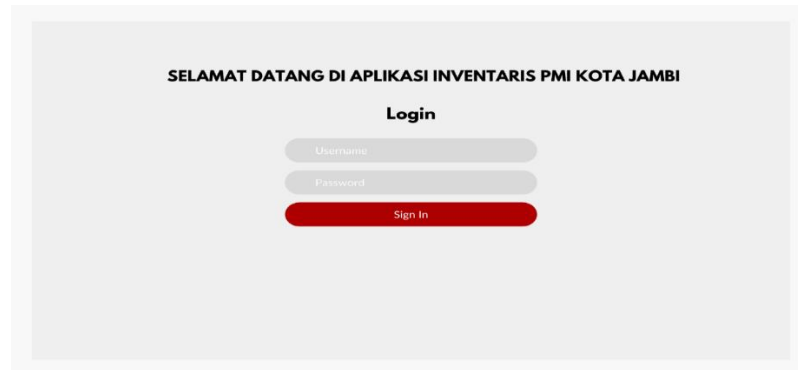 SELAMAT DATANG DI APLIKASI INVENTARIS PMI KOTA JAMBI
Login
Username
Password
Sign In